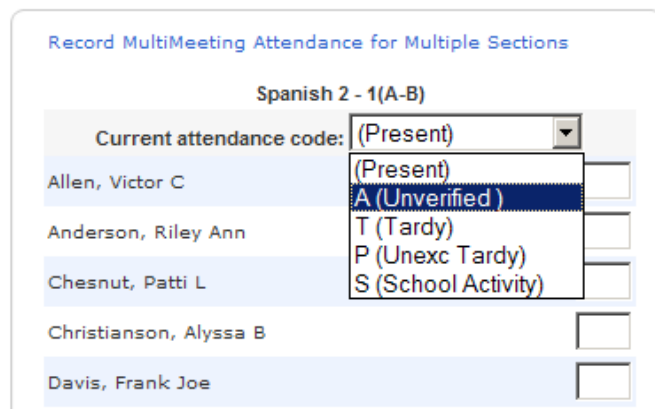 Record MultiMeeting Attendance for Multiple Sections
Spanish 2 - 1(A-B)
Current attendance code: (Present)
(Present)
A (Unverified )
T (Tardy)
P (Unexc Tardy)
S (School Activity)
Allen, Victor C
Anderson, Riley Ann
Chesnut, Patti L
Christianson, Alyssa B
Davis, Frank Joe